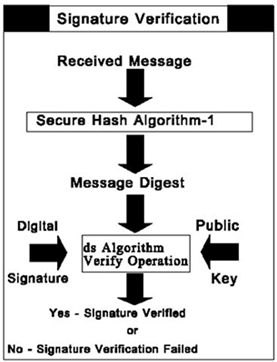 Signature Verification
Received Message
Secure Hash Algorithm-1
Message Digest
Digital
Signature
ds Algorithm
Verify Operation
Public
Key
Yes - Signature Verified
or
No - Signature Verification Failed